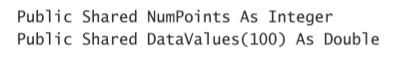 Public Shared NumPoints As Integer
Public Shared DataValues(100) As Double